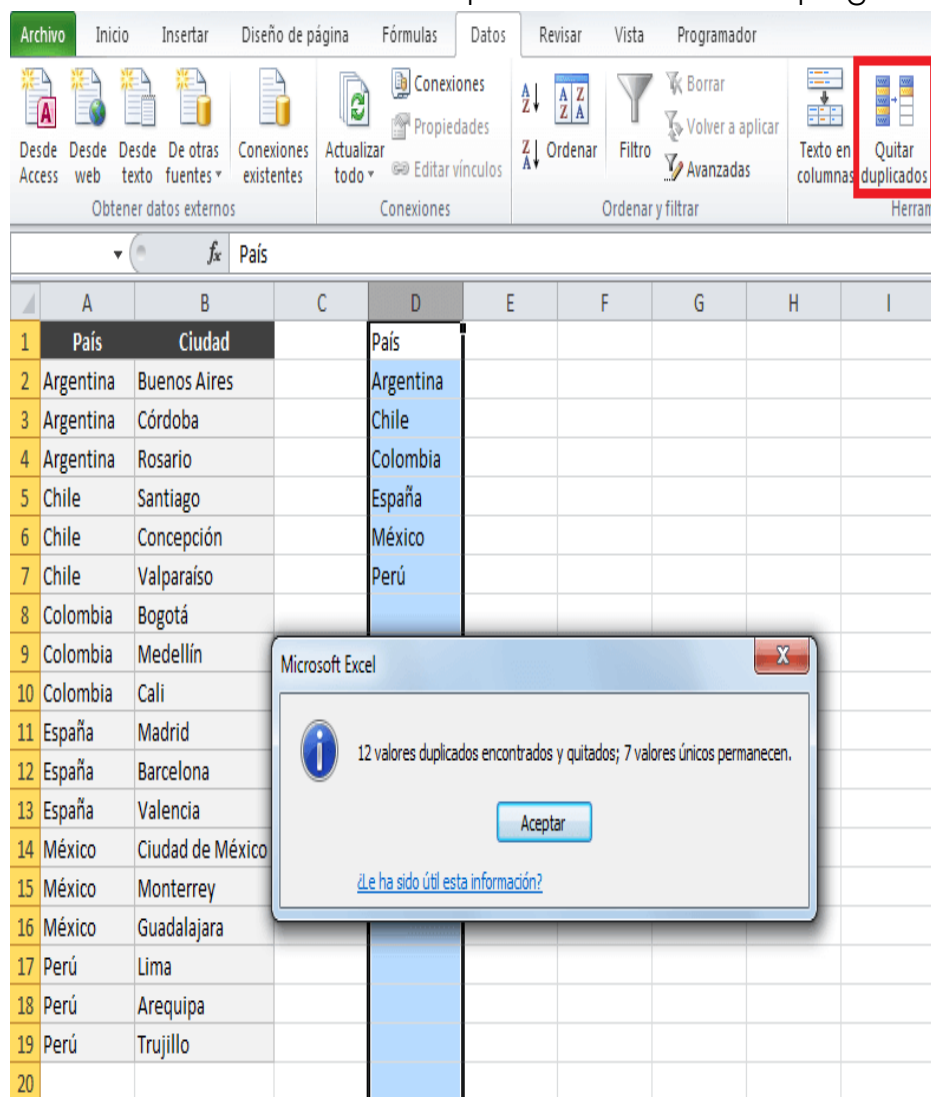 Archivo Inicio Insertar Diseño de página Fórmulas Datos Revisar Vista Programador
Desde Access
Desde web
Desde texto
De otras fuentes
Conexiones existentes
Obtener datos externos
Actualizar todo
Conexiones
Propiedades
Editar vínculos
Conexiones
Ordenar
Filtro
Borrar
Volver a aplicar
Avanzadas
Ordenar y filtrar
Texto en columnas
Quitar duplicados
fx País
A B C D E F G H I
1 País Ciudad País
2 Argentina Buenos Aires Argentina
3 Argentina Córdoba Chile
4 Argentina Rosario Colombia
5 Chile Santiago España
6 Chile Concepción México
7 Chile Valparaíso Perú
8 Colombia Bogotá
9 Colombia Medellín
10 Colombia Cali
11 España Madrid
12 España Barcelona
13 España Valencia
14 México Ciudad de México
15 México Monterrey
16 México Guadalajara
17 Perú Lima
18 Perú Arequipa
19 Perú Trujillo
20
Microsoft Excel
12 valores duplicados encontrados y quitados; 7 valores únicos permanecen.
Aceptar
¿Le ha sido útil esta información?